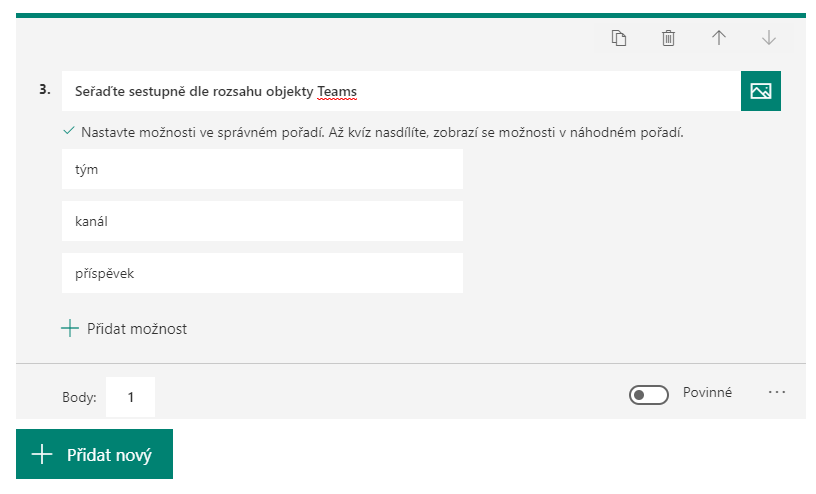 3. Seřaďte sestupně dle rozsahu objekty Teams
Nastavte možnosti ve správném pořadí. Až kvíz nasdílíte, zobrazí se možnosti v náhodném pořadí.
tým
kanál
příspěvek
Přidat možnost
Body: 1 Povinné
Přidat nový